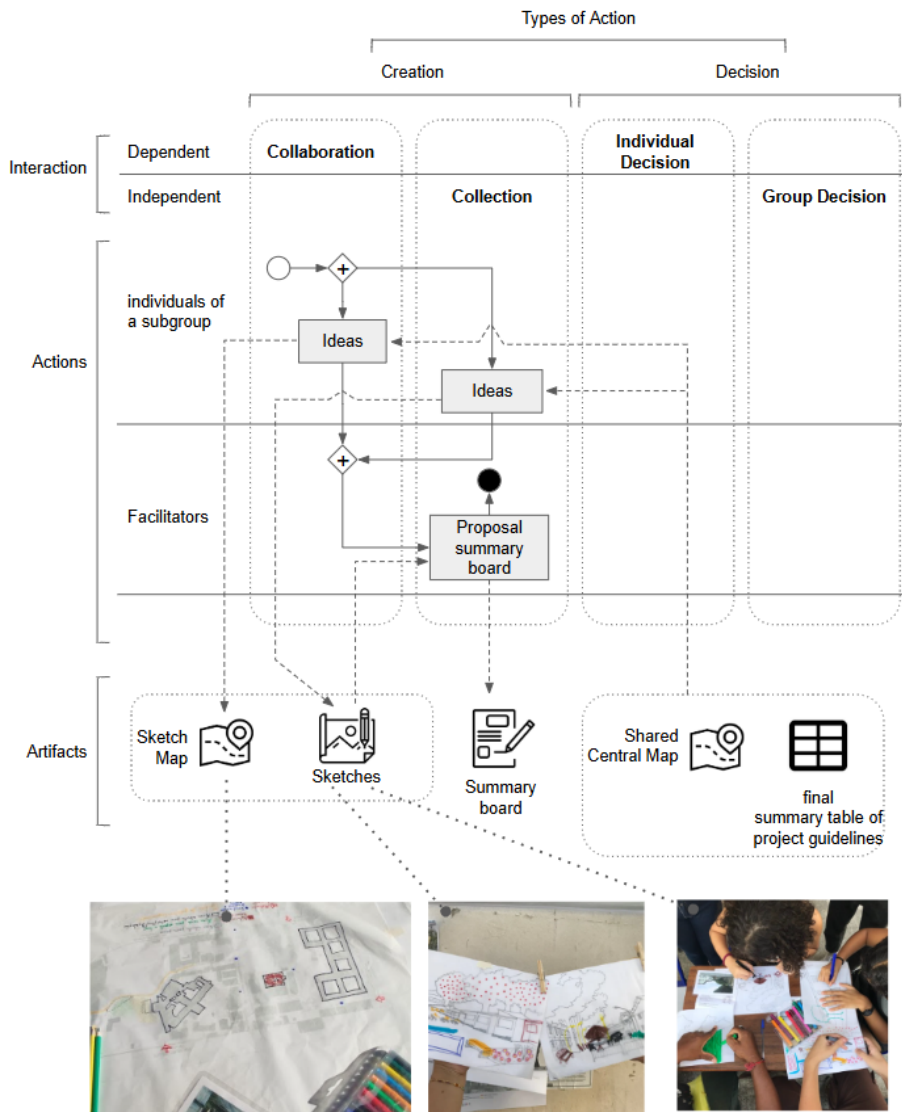 Types of Action
Creation
Decision
Interaction
Dependent
Collaboration
Individual
Decision
Independent
Collection
Group Decision
Actions
individuals of
a subgroup
Ideas
Ideas
Facilitators
Proposal
summary
board
Artifacts
Sketch
Map
Sketches
Summary
board
Shared
Central Map
final
summary table of
project guidelines